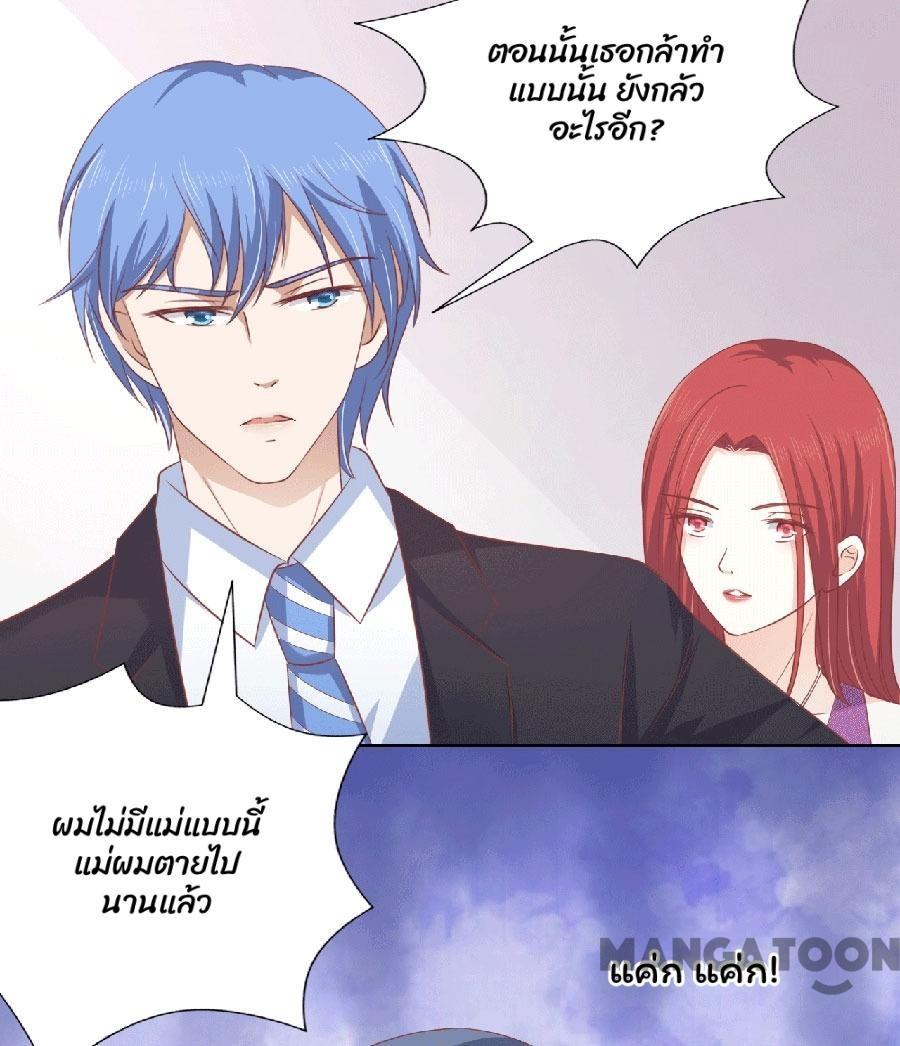 ตอนนั้นเธอกล้าทำ
แบบนั้น ยังกลัว
อะไรอีก?
ผมไม่มีแม่แบบนี้
แม่ผมตายไป
นานแล้ว
MANGATOON
แค่ก แค่ก!